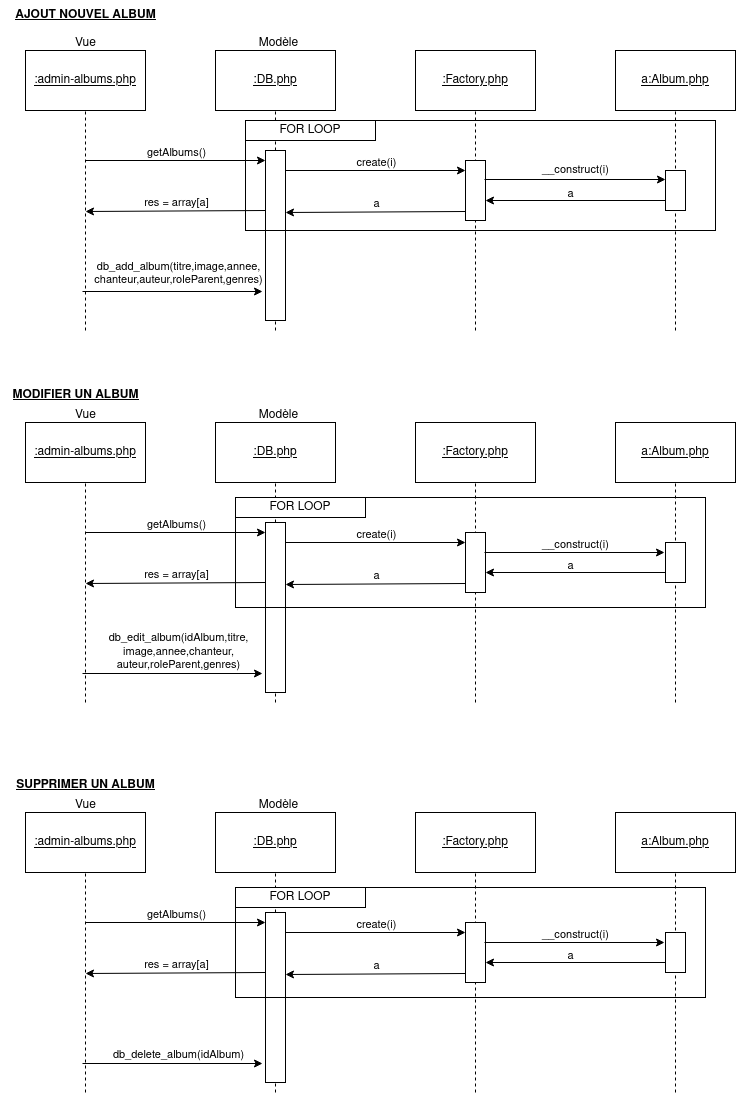 AJOUT NOUVEL ALBUM
Vue
Modèle
:admin-albums.php
:DB.php
:Factory.php
a:Album.php
FOR LOOP
getAlbums()
create(i)
__construct(i)
a
res = array[a]
a
db_add_album(titre,image,annee,
chanteur,auteur,roleParent,genres)
MODIFIER UN ALBUM
Vue
Modèle
:admin-albums.php
:DB.php
:Factory.php
a:Album.php
FOR LOOP
getAlbums()
create(i)
__construct(i)
a
res = array[a]
a
db_edit_album(idAlbum,titre,
image,annee,chanteur,
auteur,roleParent,genres)
SUPPRIMER UN ALBUM
Vue
Modèle
:admin-albums.php
:DB.php
:Factory.php
a:Album.php
FOR LOOP
getAlbums()
create(i)
__construct(i)
a
res = array[a]
a
db_delete_album(idAlbum)